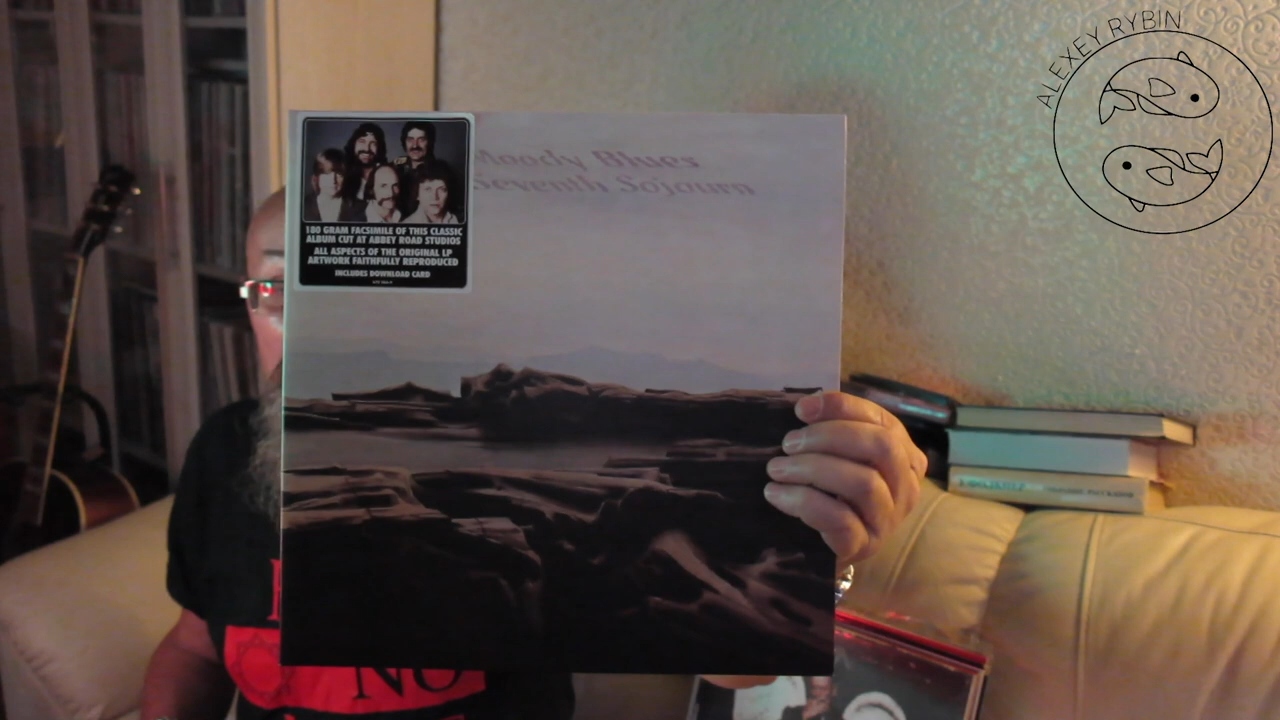 ALEXEY RYBIN
Moody Blues
Seventh Sojourn
180 GRAM FACSIMILE OF THIS CLASSIC
ALBUM CUT AT ABBEY ROAD STUDIOS
ALL ASPECTS OF THE ORIGINAL LP
ARTWORK FAITHFULLY REPRODUCED
INCLUDES DOWNLOAD CARD
NO